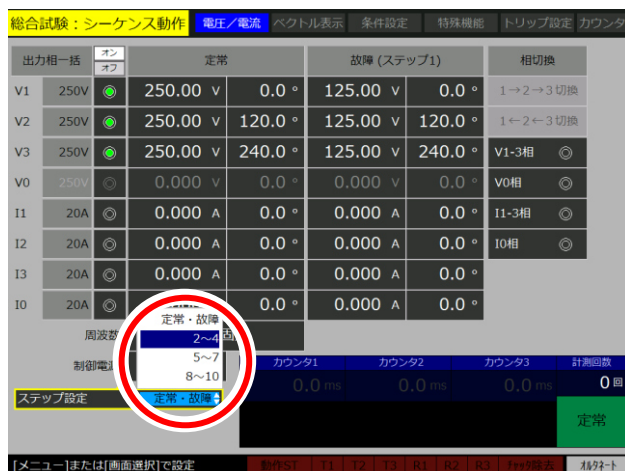 総合試験：シーケンス動作 電圧／電流 ベクトル表示 条件設定 特殊機能 トリップ設定 カウンタ
出力相一括 オン オフ 定常 故障 (ステップ1) 相切換
V1 250V 250.00 V 0.0 ° 125.00 V 0.0 ° 1→2→3切換
V2 250V 250.00 V 120.0 ° 125.00 V 120.0 ° 1←2←3切換
V3 250V 250.00 V 240.0 ° 125.00 V 240.0 ° V1-3相
V0 250V 0.000 V 0.0 ° 0.000 V 0.0 ° V0相
I1 20A 0.000 A 0.0 ° 0.000 A 0.0 ° I1-3相
I2 20A 0.000 A 0.0 ° 0.000 A 0.0 ° I0相
I3 20A 0.000 A 0.0 ° 0.000 A 0.0 °
I0 20A 0.0 ° 0.000 A 0.0 °
定常・故障
周波数 2～4
制御電 5～7 カウンタ1 カウンタ2 カウンタ3 計測回数
8～10 0.0 ms 0.0 ms 0.0 ms 0 回
ステップ設定 定常・故障 定常
[メニュー]または[画面選択]で設定 動作ST T1 T2 T3 R1 R2 R3 ｵﾙﾀﾈｰﾄ